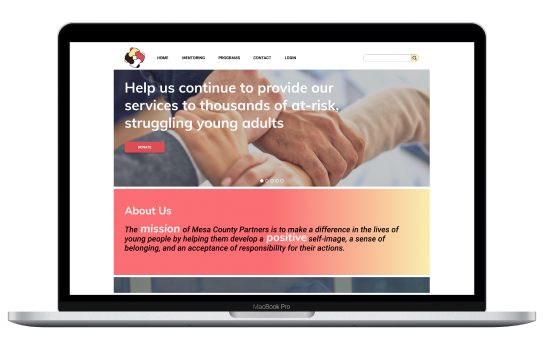 HOME MENTORING PROGRAMS CONTACT LOGIN
Help us continue to provide our
services to thousands of at-risk,
struggling young adults
DONATE
About Us
The mission of Mesa County Partners is to make a difference in the lives of
young people by helping them develop a positive self-image, a sense of
belonging, and an acceptance of responsibility for their actions.
MacBook Pro